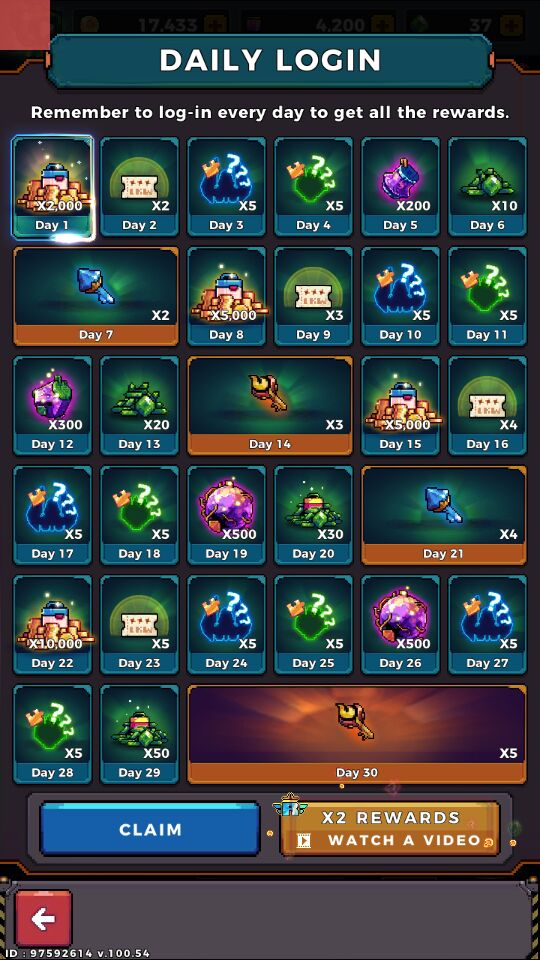 17,433
4,200
37
DAILY LOGIN
Remember to log-in every day to get all the rewards.
X2,000
X2
X5
X5
X200
X10
Day 1
Day 2
Day 3
Day 4
Day 5
Day 6
X2
X5,000
X3
X5
X5
Day 7
Day 8
Day 9
Day 10
Day 11
X300
X20
X3
X5,000
X4
Day 12
Day 13
Day 14
Day 15
Day 16
X5
X5
X500
X30
X4
Day 17
Day 18
Day 19
Day 20
Day 21
X10,000
X5
X5
X5
X500
X5
Day 22
Day 23
Day 24
Day 25
Day 26
Day 27
X5
X50
X5
Day 28
Day 29
Day 30
CLAIM
X2 REWARDS
WATCH A VIDEO
ID : 97592614 v.100.54